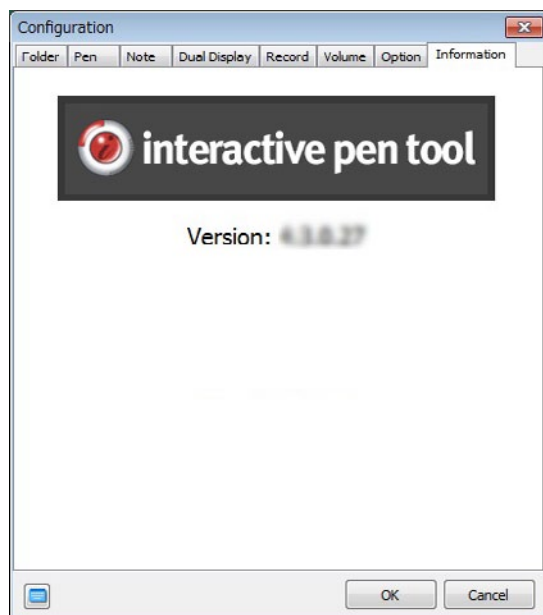 Configuration
Folder Pen Note Dual Display Record Volume Option Information
interactive pen tool
Version:
OK Cancel